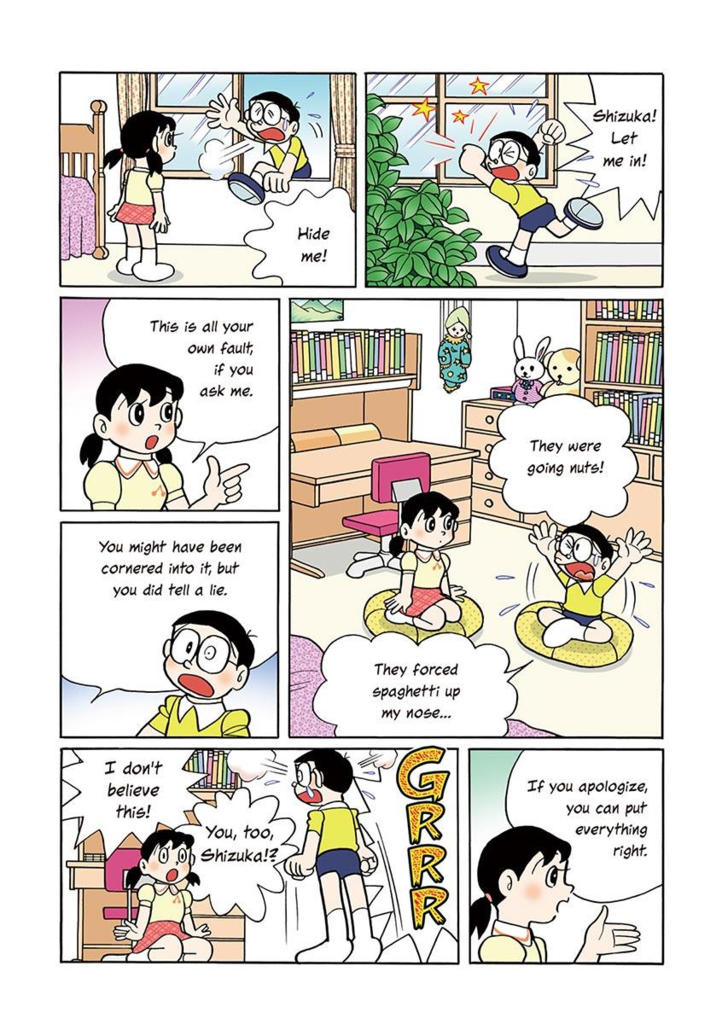 Shizuka!
Let
me in!
Hide
me!
They were
going nuts!
They forced
spaghetti up
my nose...
This is all your
own fault,
if you
ask me.
You might have been
cornered into it, but
you did tell a lie.
If you apologize,
you can put
everything
right.
GRRR
You, too,
Shizuka!?
I don't
believe
this!